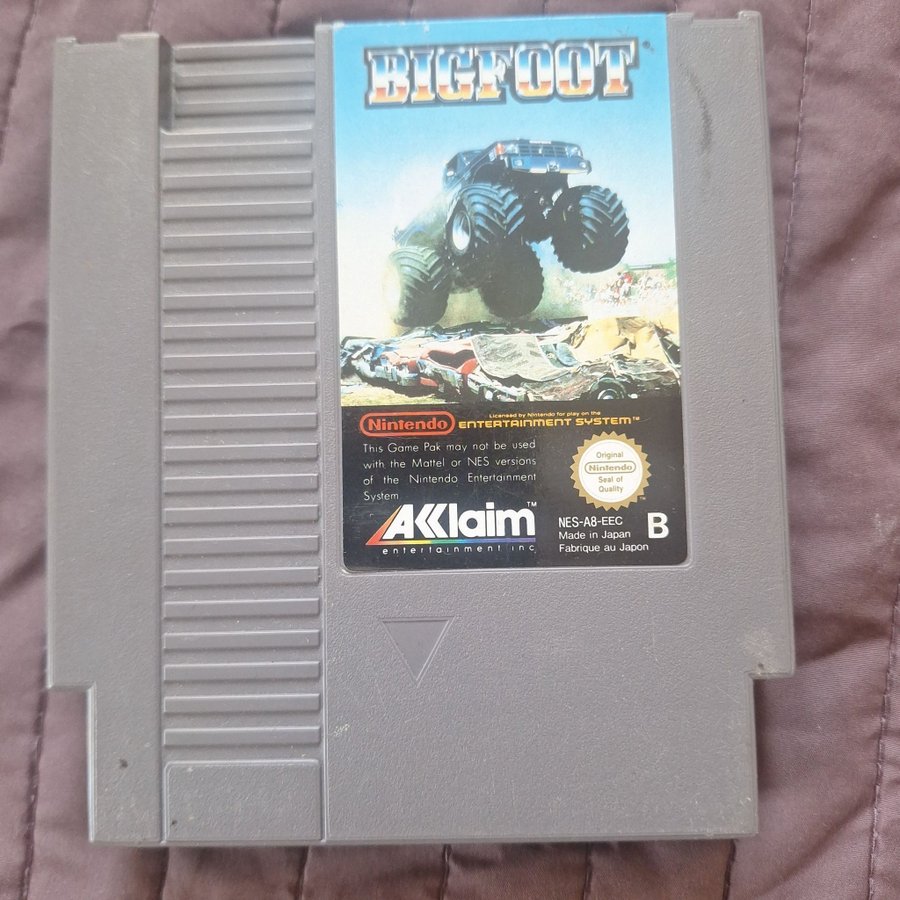 BIGFOOT
Nintendo
Licensed by Nintendo for play on the
ENTERTAINMENT SYSTEM™
This Game Pak may not be used
with the Mattel or NES versions
of the Nintendo Entertainment
System
Original
Nintendo
Seal of
Quality
AKKlaim™
entertainment inc.
NES-A8-EEC
Made in Japan
Fabrique au Japon
B